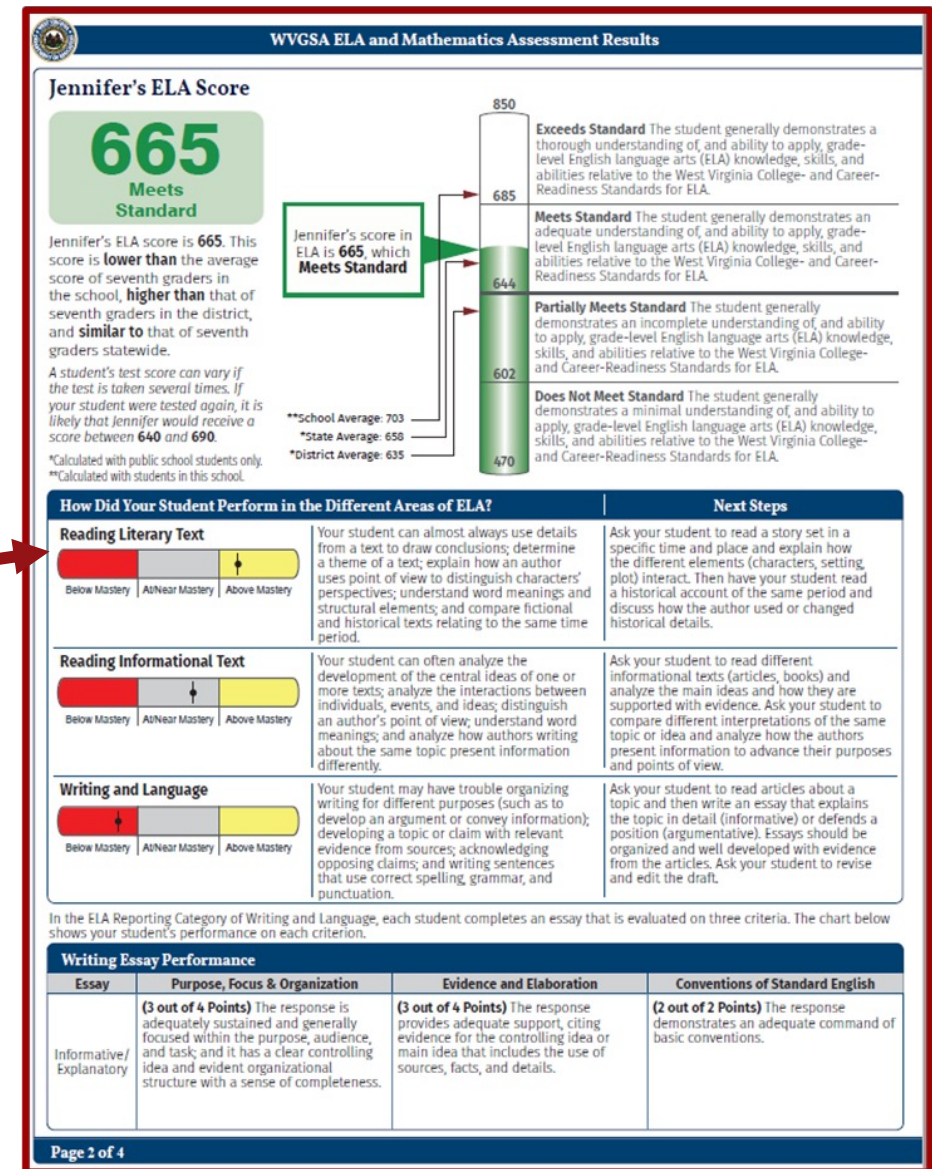 WVGSA ELA and Mathematics Assessment Results
Jennifer's ELA Score
665
Meets
Standard
Jennifer's ELA score is 665. This
score is lower than the average
score of seventh graders in
the school, higher than that of
seventh graders in the district,
and similar to that of seventh
graders statewide.
A student's test score can vary if
the test is taken several times. If
your student were tested again, it is
likely that Jennifer would receive a
score between 640 and 690.
*Calculated with public school students only.
**Calculated with students in this school.
Jennifer's score in
ELA is 665, which
Meets Standard
**School Average: 703
*State Average: 658
*District Average: 635
850
685
644
602
470
Exceeds Standard The student generally demonstrates a
thorough understanding of, and ability to apply, grade-
level English language arts (ELA) knowledge, skills, and
abilities relative to the West Virginia College- and Career-
Readiness Standards for ELA.
Meets Standard The student generally demonstrates an
adequate understanding of, and ability to apply, grade-
level English language arts (ELA) knowledge, skills, and
abilities relative to the West Virginia College- and Career-
Readiness Standards for ELA.
Partially Meets Standard The student generally
demonstrates an incomplete understanding of, and ability
to apply, grade-level English language arts (ELA) knowledge,
skills, and abilities relative to the West Virginia College-
and Career-Readiness Standards for ELA.
Does Not Meet Standard The student generally
demonstrates a minimal understanding of, and ability to
apply, grade-level English language arts (ELA) knowledge,
skills, and abilities relative to the West Virginia College-
and Career-Readiness Standards for ELA.
How Did Your Student Perform in the Different Areas of ELA?
Next Steps
Reading Literary Text
Below Mastery At/Near Mastery Above Mastery
Your student can almost always use details
from a text to draw conclusions; determine
a theme of a text; explain how an author
uses point of view to distinguish characters'
perspectives; understand word meanings and
structural elements; and compare fictional
and historical texts relating to the same time
period.
Ask your student to read a story set in a
specific time and place and explain how
the different elements (characters, setting,
plot) interact. Then have your student read
a historical account of the same period and
discuss how the author used or changed
historical details.
Reading Informational Text
Below Mastery At/Near Mastery Above Mastery
Your student can often analyze the
development of the central ideas of one or
more texts; analyze the interactions between
individuals, events, and ideas; distinguish
an author's point of view; understand word
meanings; and analyze how authors writing
about the same topic present information
differently.
Ask your student to read different
informational texts (articles, books) and
analyze the main ideas and how they are
supported with evidence. Ask your student to
compare different interpretations of the same
topic or idea and analyze how the authors
present information to advance their purposes
and points of view.
Writing and Language
Below Mastery At/Near Mastery Above Mastery
Your student may have trouble organizing
writing for different purposes (such as to
develop an argument or convey information);
developing a topic or claim with relevant
evidence from sources; acknowledging
opposing claims; and writing sentences
that use correct spelling, grammar, and
punctuation.
Ask your student to read articles about a
topic and then write an essay that explains
the topic in detail (informative) or defends a
position (argumentative). Essays should be
organized and well developed with evidence
from the articles. Ask your student to revise
and edit the draft.
In the ELA Reporting Category of Writing and Language, each student completes an essay that is evaluated on three criteria. The chart below
shows your student's performance on each criterion.
Writing Essay Performance
Essay
Purpose, Focus & Organization
Evidence and Elaboration
Conventions of Standard English
Informative/
Explanatory
(3 out of 4 Points) The response is
adequately sustained and generally
focused within the purpose, audience,
and task; and it has a clear controlling
idea and evident organizational
structure with a sense of completeness.
(3 out of 4 Points) The response
provides adequate support, citing
evidence for the controlling idea or
main idea that includes the use of
sources, facts, and details.
(2 out of 2 Points) The response
demonstrates an adequate command of
basic conventions.
Page 2 of 4